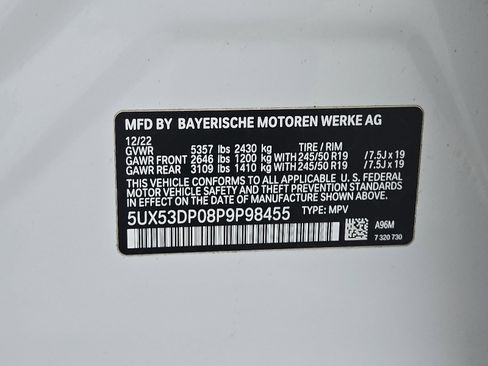 MFD BY BAYERISCHE MOTOREN WERKE AG
12/22
GVWR 5357 lbs 2430 kg TIRE / RIM
GAWR FRONT 2646 lbs 1200 kg WITH 245/50 R19 /7.5J x 19
GAWR REAR 3109 lbs 1410 kg WITH 245/50 R19 /7.5J x 19
THIS VEHICLE CONFORMS TO ALL APPLICABLE U. S. FEDERAL
MOTOR VEHICLE SAFETY, BUMPER, AND THEFT PREVENTION
STANDARDS IN EFFECT ON THE DATE OF MANUFACTURE
SHOWN ABOVE.
5UX53DP08P9P98455 TYPE: MPV
A96M
7 320 730